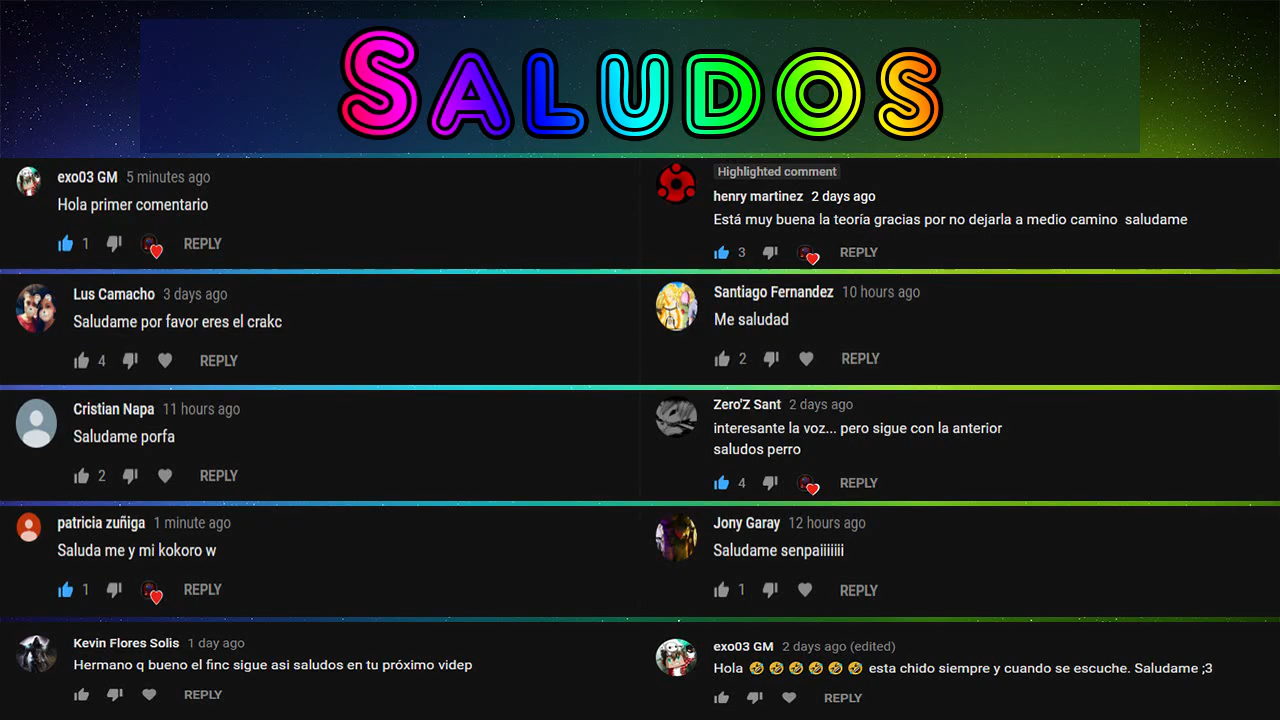 SALUDOS
exo03 GM 5 minutes ago
Hola primer comentario
1 REPLY
Highlighted comment
henry martinez 2 days ago
Está muy buena la teoría gracias por no dejarla a medio camino saludame
3 REPLY
Lus Camacho 3 days ago
Saludame por favor eres el crakc
4 REPLY
Santiago Fernandez 10 hours ago
Me saludad
2 REPLY
Cristian Napa 11 hours ago
Saludame porfa
2 REPLY
Zero'Z Sant 2 days ago
interesante la voz... pero sigue con la anterior
saludos perro
4 REPLY
patricia zuñiga 1 minute ago
Saluda me y mi kokoro w
1 REPLY
Jony Garay 12 hours ago
Saludame senpaiiiiiii
1 REPLY
Kevin Flores Solis 1 day ago
Hermano q bueno el finc sigue asi saludos en tu próximo videp
REPLY
exo03 GM 2 days ago (edited)
Hola 🤣 🤣 🤣 🤣 🤣 🤣 esta chido siempre y cuando se escuche. Saludame ;3
REPLY